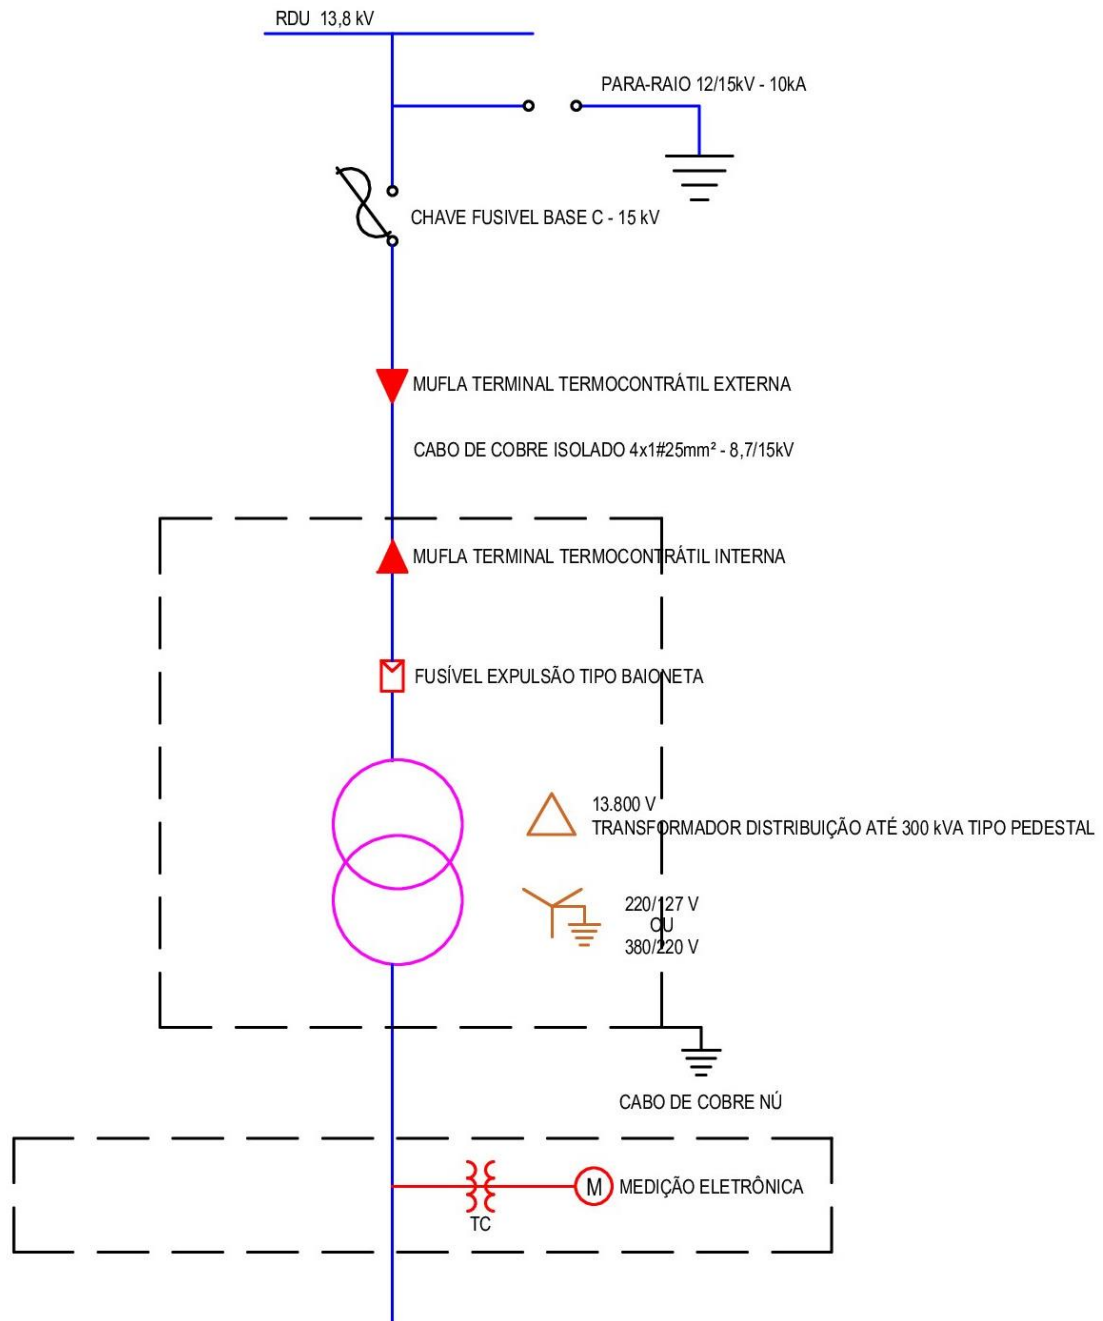 RDU 13,8 kV
PARA-RAIO 12/15kV - 10kA
CHAVE FUSIVEL BASE C - 15 kV
MUFLA TERMINAL TERMOCONTRÁTIL EXTERNA
CABO DE COBRE ISOLADO 4x1#25mm² - 8,7/15kV
MUFLA TERMINAL TERMOCONTRÁTIL INTERNA
FUSÍVEL EXPULSÃO TIPO BAIONETA
13.800 V
TRANSFORMADOR DISTRIBUIÇÃO ATÉ 300 kVA TIPO PEDESTAL
220/127 V
OU
380/220 V
CABO DE COBRE NÚ
M MEDIÇÃO ELETRÔNICA
TC